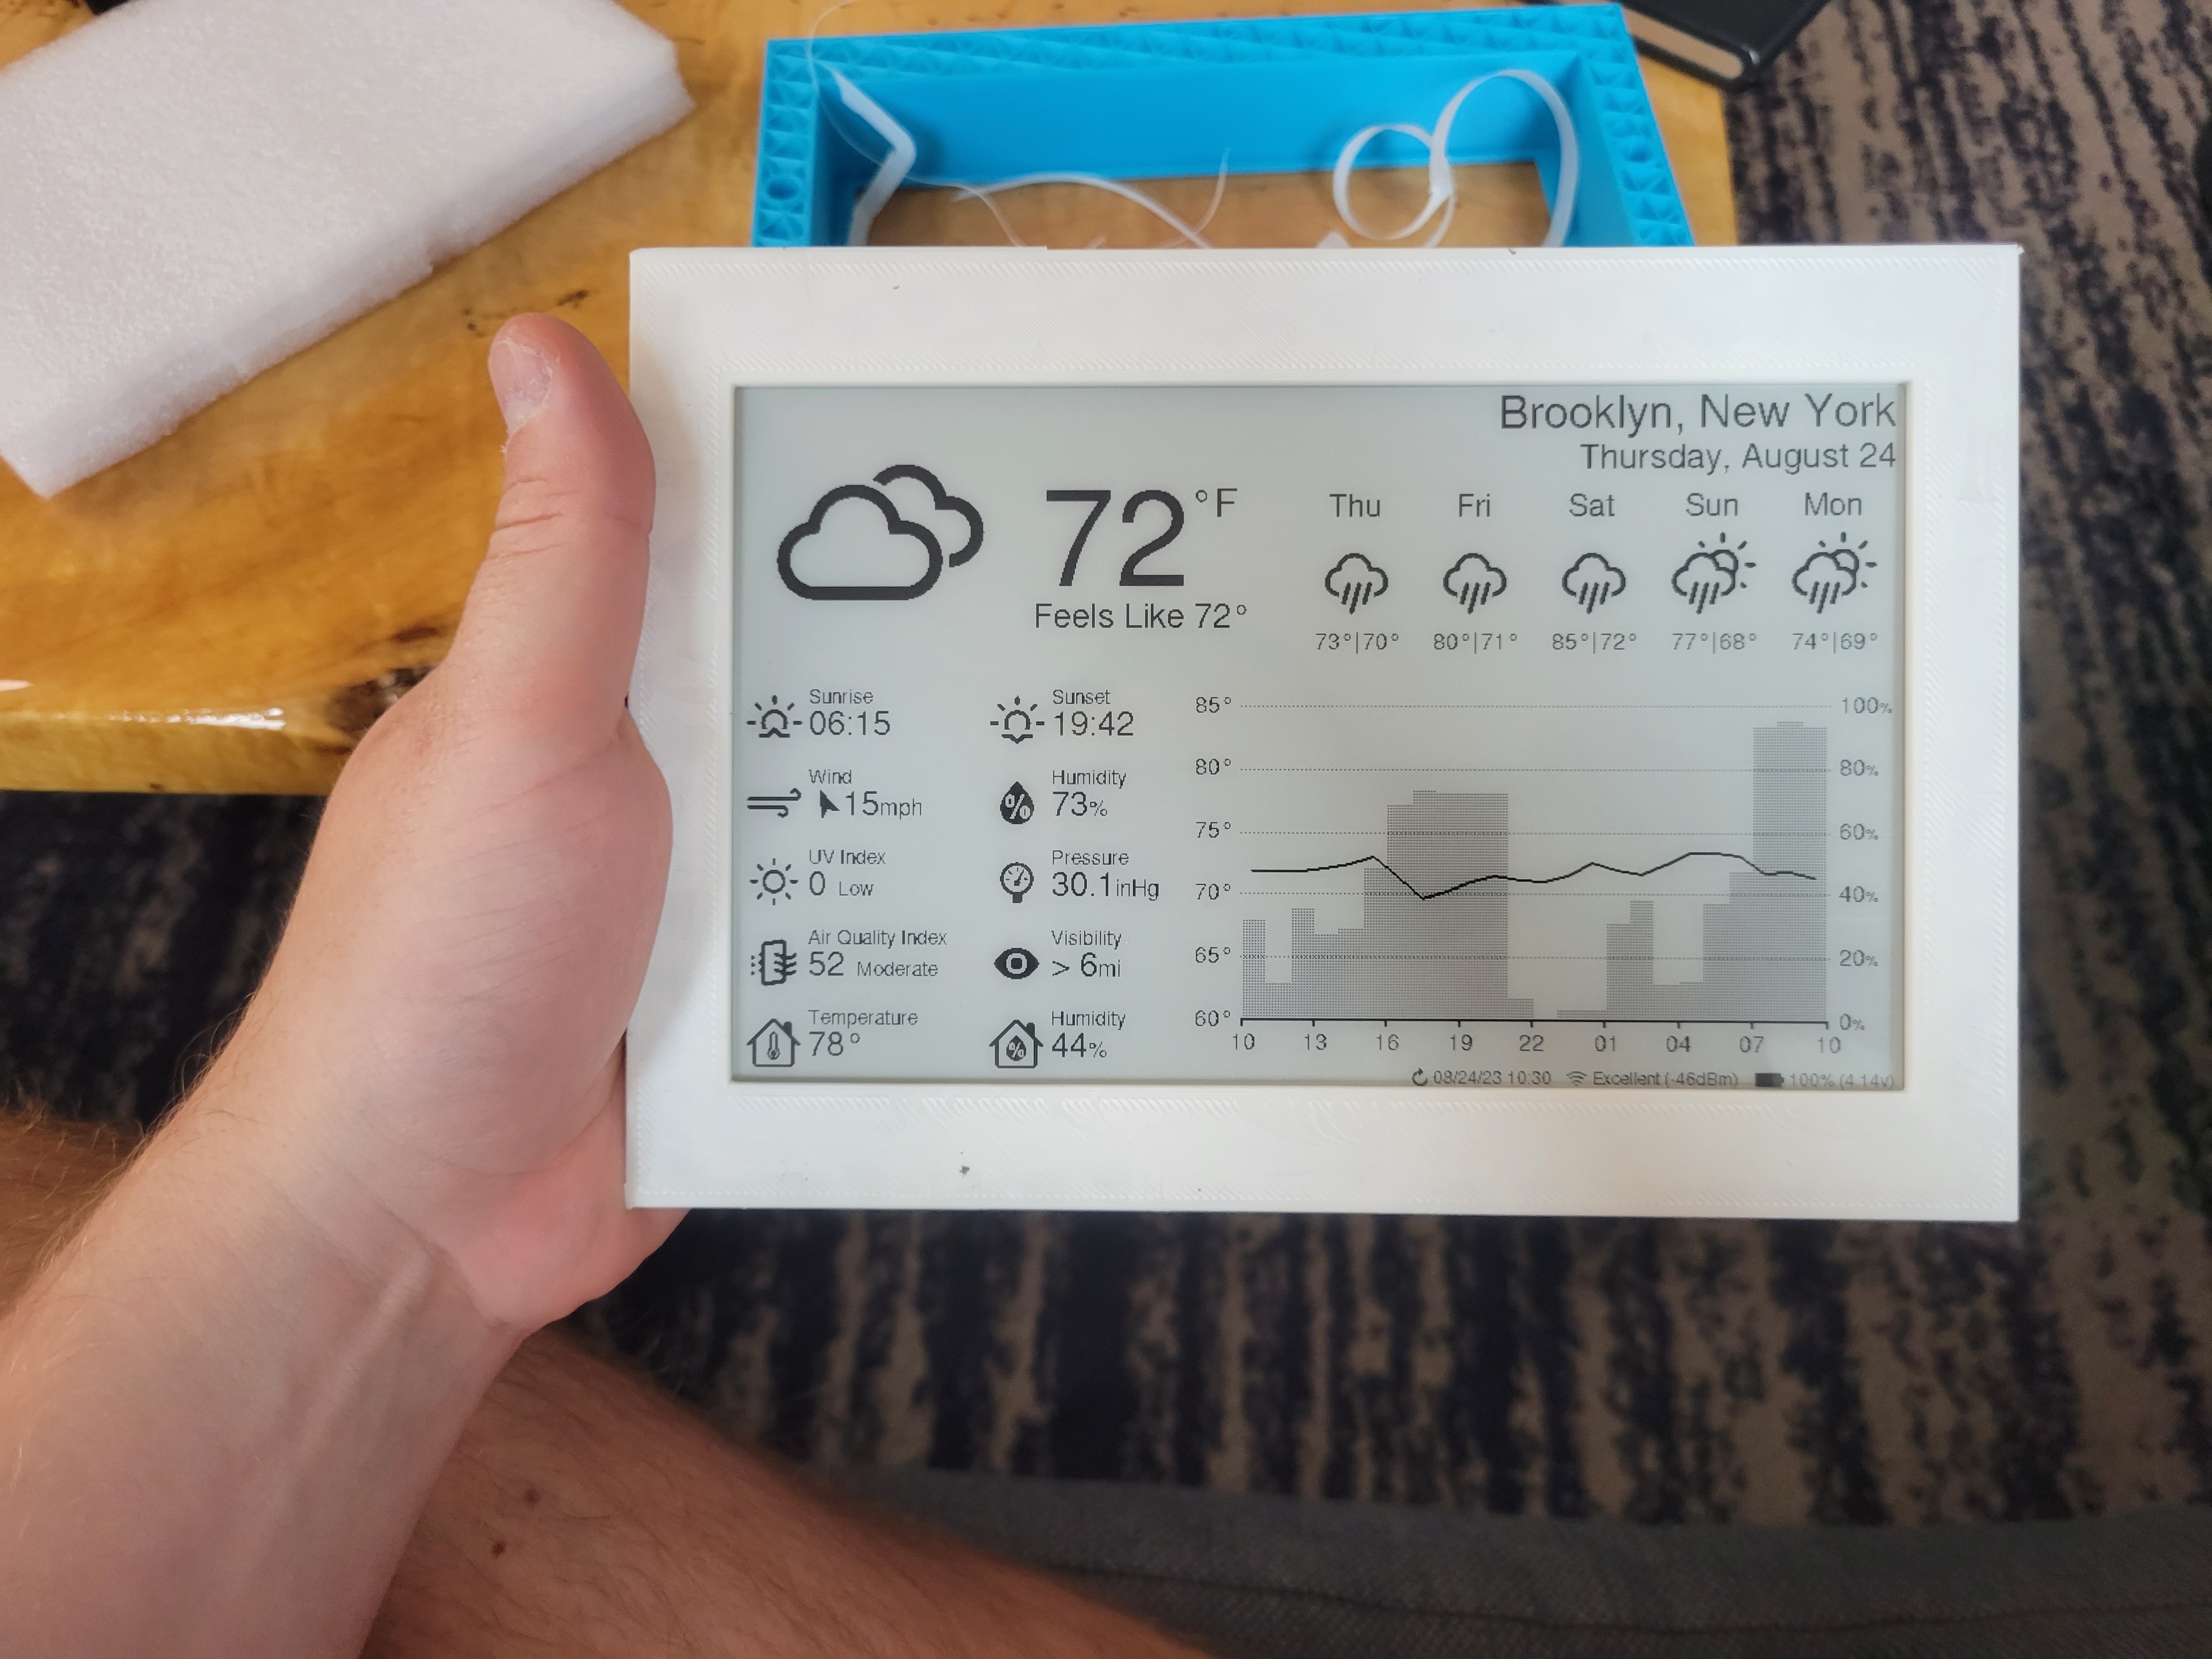 Brooklyn, New York
Thursday, August 24
72°F
Feels Like 72°
Thu Fri Sat Sun Mon
73°|70° 80°|71° 85°|72° 77°|68° 74°|69°
Sunrise
06:15
Sunset
19:42
Wind
15mph
Humidity
73%
UV Index
0 Low
Pressure
30.1inHg
Air Quality Index
52 Moderate
Visibility
> 6mi
Temperature
78°
Humidity
44%
85° 100%
80° 80%
75° 60%
70° 40%
65° 20%
60° 0%
10 13 16 19 22 01 04 07 10
08/24/23 10:30 Excellent (-46dBm) 100% (4.14v)